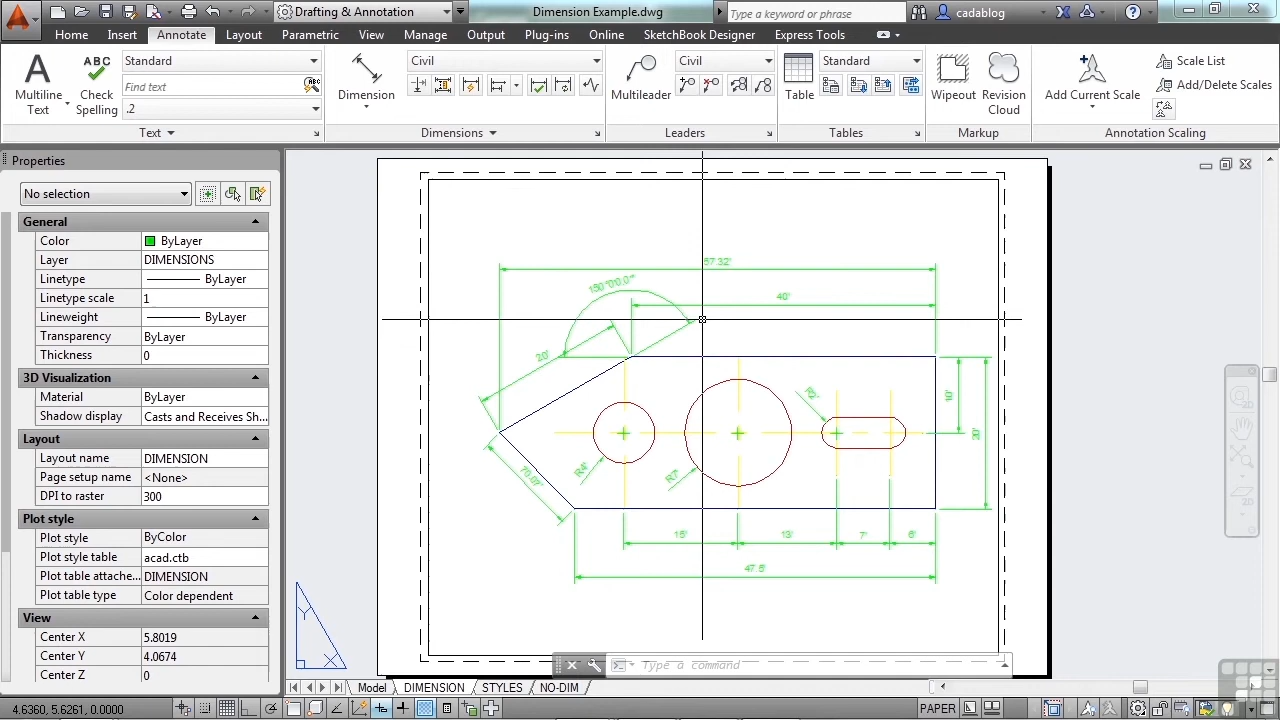 Drafting & Annotation
Dimension Example.dwg
Type a keyword or phrase
cadablog
Home Insert Annotate Layout Parametric View Manage Output Plug-ins Online SketchBook Designer Express Tools
Standard
Find text
.2
Multiline Text
Check Spelling
Text
Dimension
Civil
Dimensions
Multileader
Civil
Leaders
Table
Standard
Tables
Wipeout
Revision Cloud
Markup
Add Current Scale
Scale List
Add/Delete Scales
Annotation Scaling
Properties
No selection
General
Color ByLayer
Layer DIMENSIONS
Linetype ByLayer
Linetype scale 1
Lineweight ByLayer
Transparency ByLayer
Thickness 0
3D Visualization
Material ByLayer
Shadow display Casts and Receives Sh...
Layout
Layout name DIMENSION
Page setup name <None>
DPI to raster 300
Plot style
Plot style ByColor
Plot style table acad.ctb
Plot table attache... DIMENSION
Plot table type Color dependent
View
Center X 5.8019
Center Y 4.0674
Center Z 0
57.32'
40'
20'
10'
20'
R4'
R7'
15'
13'
7'
6'
47.5'
Y
X
Type a command
Model DIMENSION STYLES NO-DIM
4.6360, 5.6261, 0.0000
PAPER